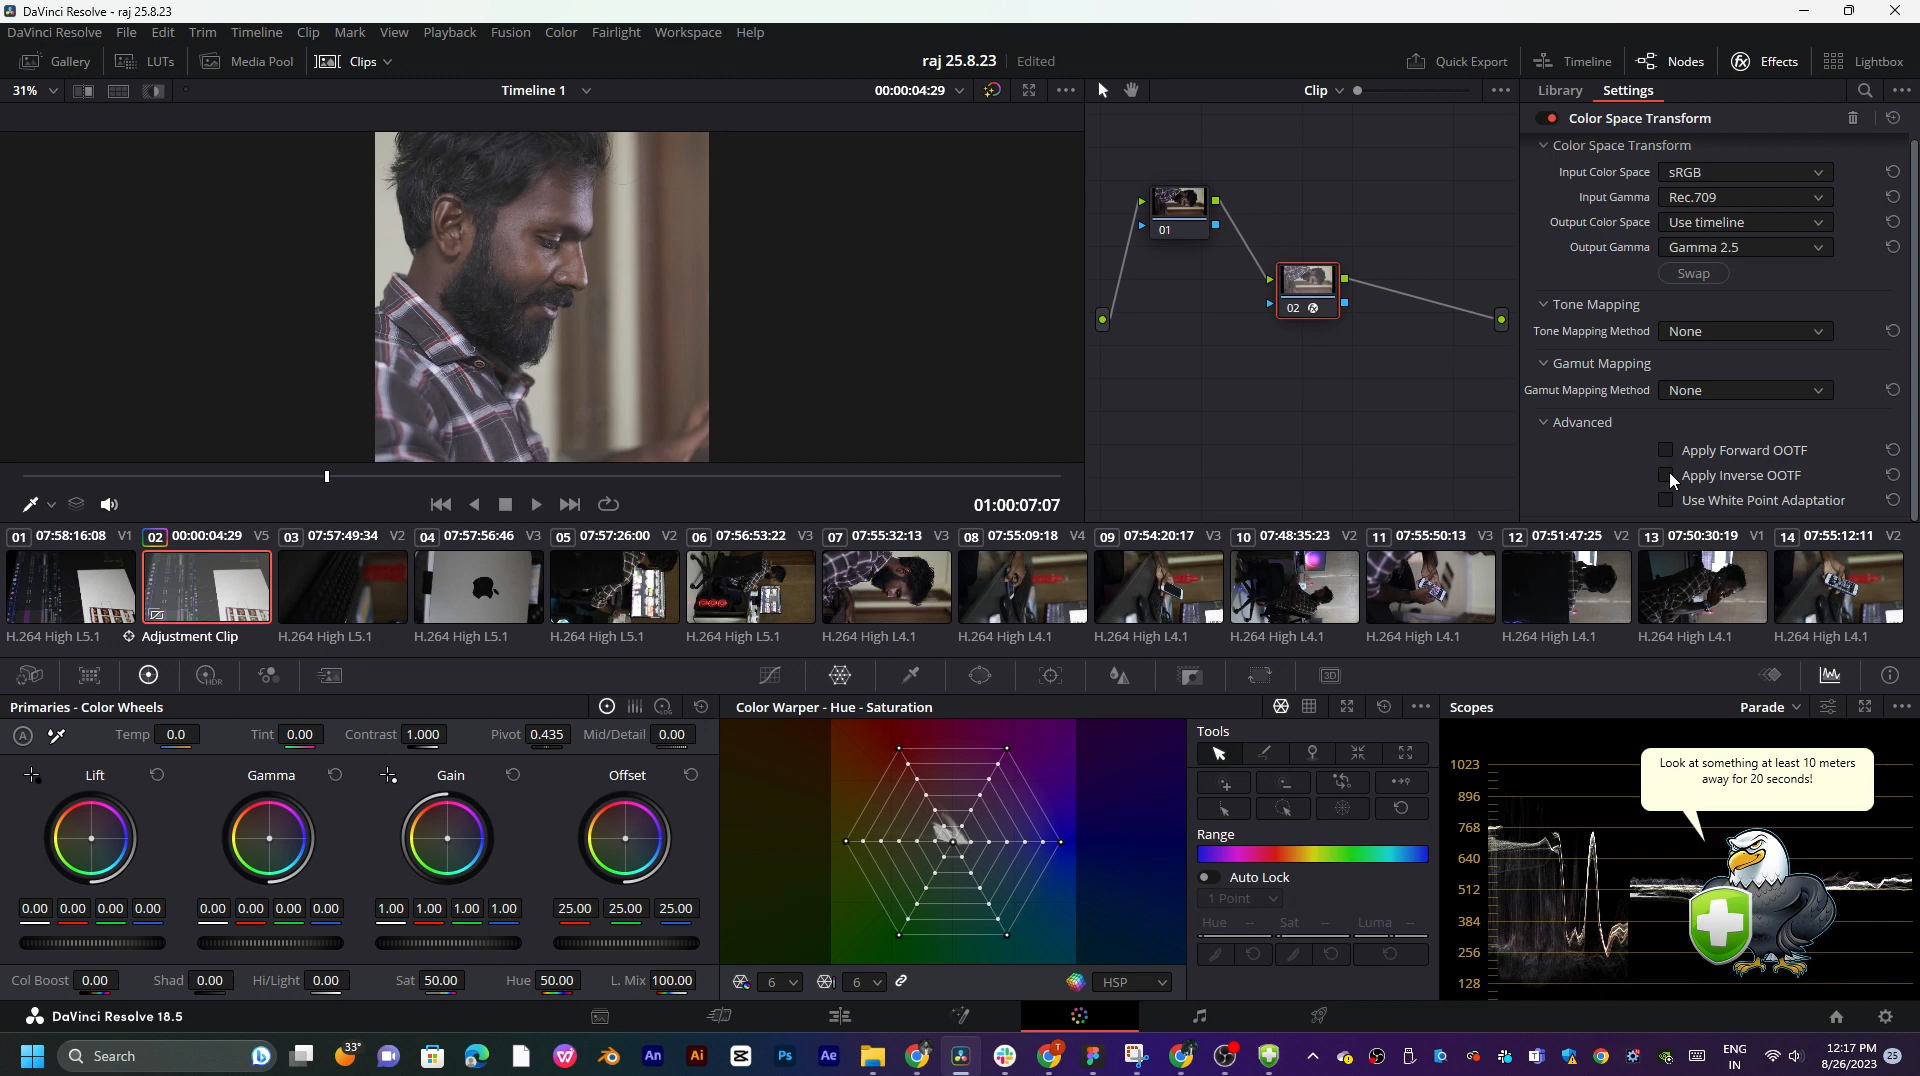 DaVinci Resolve - raj 25.8.23
DaVinci Resolve File Edit Trim Timeline Clip Mark View Playback Fusion Color Fairlight Workspace Help
Gallery LUTs Media Pool Clips raj 25.8.23 Edited Quick Export Timeline Nodes Effects Lightbox
31% Timeline 1 00:00:04:29 Clip Library Settings
Color Space Transform
Color Space Transform
Input Color Space sRGB
Input Gamma Rec.709
Output Color Space Use timeline
Output Gamma Gamma 2.5
Swap
Tone Mapping
Tone Mapping Method None
Gamut Mapping
Gamut Mapping Method None
Advanced
Apply Forward OOTF
Apply Inverse OOTF
Use White Point Adaptation
01
02
01:00:07:07
01 07:58:16:08 V1 02 00:00:04:29 V5 03 07:57:49:34 V2 04 07:57:56:46 V3 05 07:57:26:00 V2 06 07:56:53:22 V3 07 07:55:32:13 V3 08 07:55:09:18 V4 09 07:54:20:17 V3 10 07:48:35:23 V2 11 07:55:50:13 V3 12 07:51:47:25 V2 13 07:50:30:19 V1 14 07:55:12:11 V2
H.264 High L5.1 Adjustment Clip H.264 High L5.1 H.264 High L5.1 H.264 High L5.1 H.264 High L5.1 H.264 High L4.1 H.264 High L4.1 H.264 High L4.1 H.264 High L4.1 H.264 High L4.1 H.264 High L4.1 H.264 High L4.1 H.264 High L4.1
HDR 3D
Primaries - Color Wheels LOG
Temp 0.0 Tint 0.00 Contrast 1.000 Pivot 0.435 Mid/Detail 0.00
A
Lift Gamma Gain Offset
0.00 0.00 0.00 0.00 0.00 0.00 0.00 0.00 1.00 1.00 1.00 1.00 25.00 25.00 25.00
Col Boost 0.00 Shad 0.00 Hi/Light 0.00 Sat 50.00 Hue 50.00 L. Mix 100.00
Color Warper - Hue - Saturation
6 6 HSP
Tools
Range
Auto Lock
1 Point
Hue Sat Luma
Scopes Parade
1023
896
768
640
512
384
256
128
Look at something at least 10 meters
away for 20 seconds!
DaVinci Resolve 18.5
Search 33° An Ai Ps Ae ENG
IN
12:17 PM
8/26/2023 25